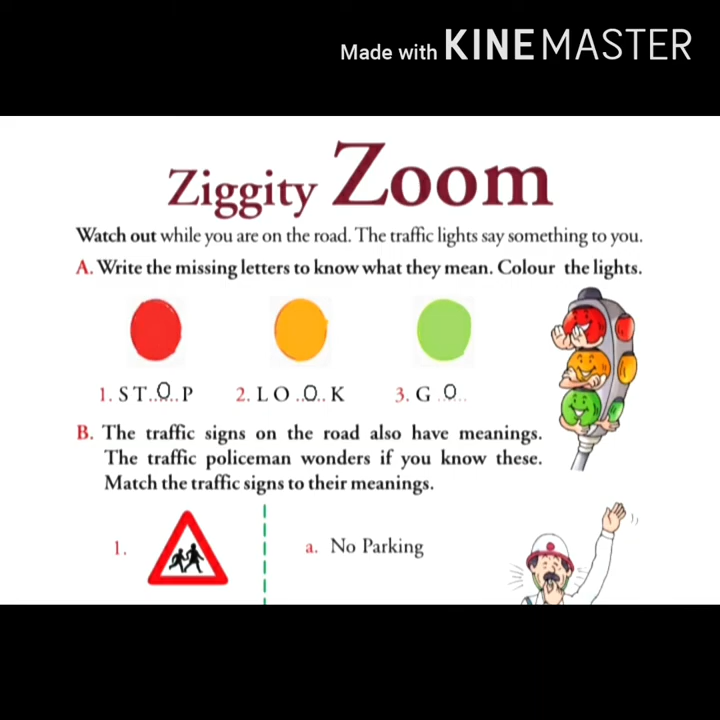 Made with KINEMASTER
Ziggity Zoom
Watch out while you are on the road. The traffic lights say something to you.
A. Write the missing letters to know what they mean. Colour the lights.
1. S T..O..P 2. L O ..O.. K 3. G ..O..
B. The traffic signs on the road also have meanings.
The traffic policeman wonders if you know these.
Match the traffic signs to their meanings.
1. a. No Parking